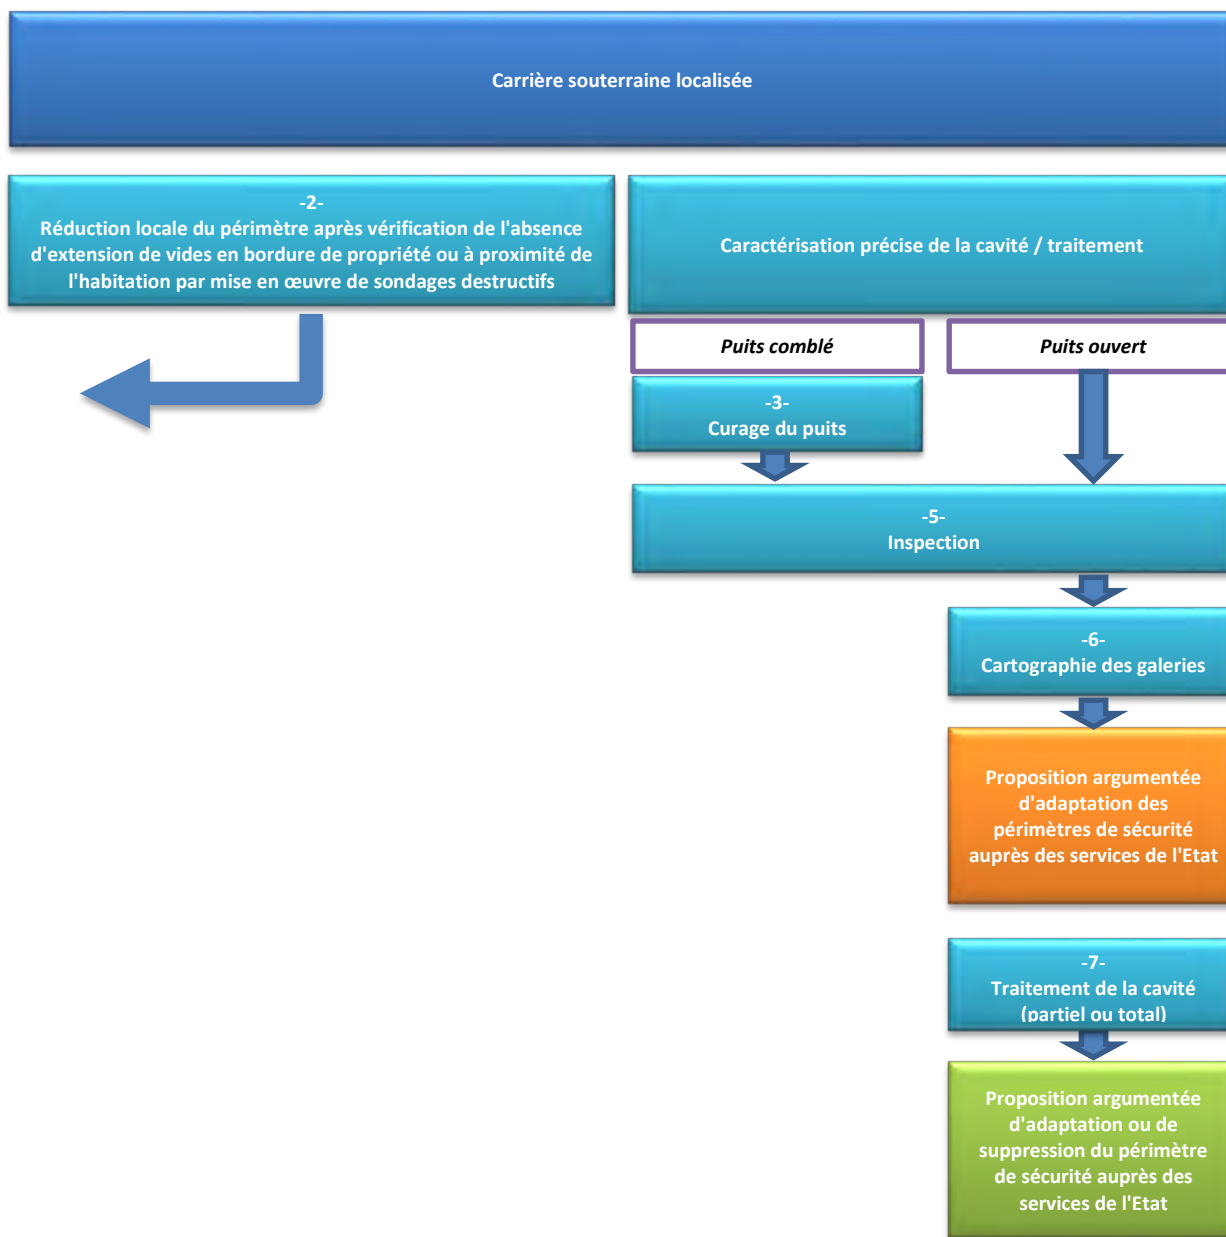 Carrière souterraine localisée
-2-
Réduction locale du périmètre après vérification de l'absence
d'extension de vides en bordure de propriété ou à proximité de
l'habitation par mise en œuvre de sondages destructifs
Caractérisation précise de la cavité / traitement
Puits comblé
Puits ouvert
-3-
Curage du puits
-5-
Inspection
-6-
Cartographie des galeries
Proposition argumentée
d'adaptation des
périmètres de sécurité
auprès des services de l'Etat
-7-
Traitement de la cavité
(partiel ou total)
Proposition argumentée
d'adaptation ou de
suppression du périmètre
de sécurité auprès des
services de l'Etat